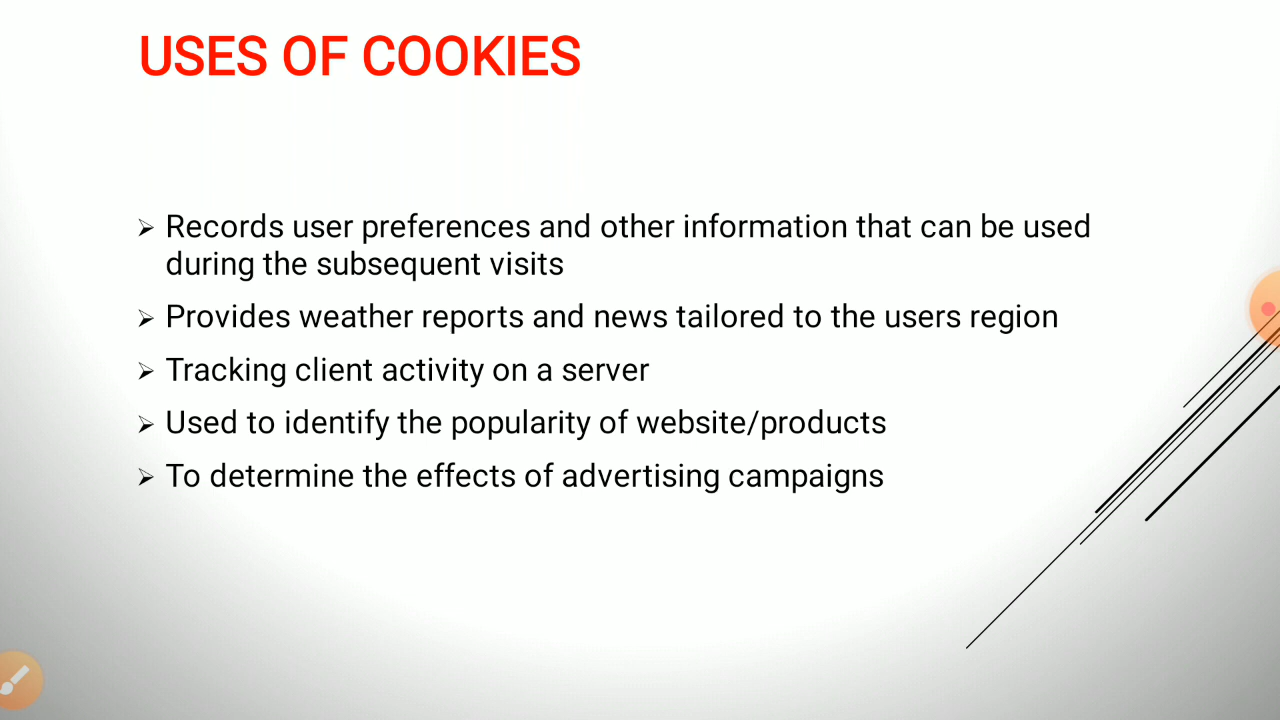 USES OF COOKIES
Records user preferences and other information that can be used
during the subsequent visits
Provides weather reports and news tailored to the users region
Tracking client activity on a server
Used to identify the popularity of website/products
To determine the effects of advertising campaigns